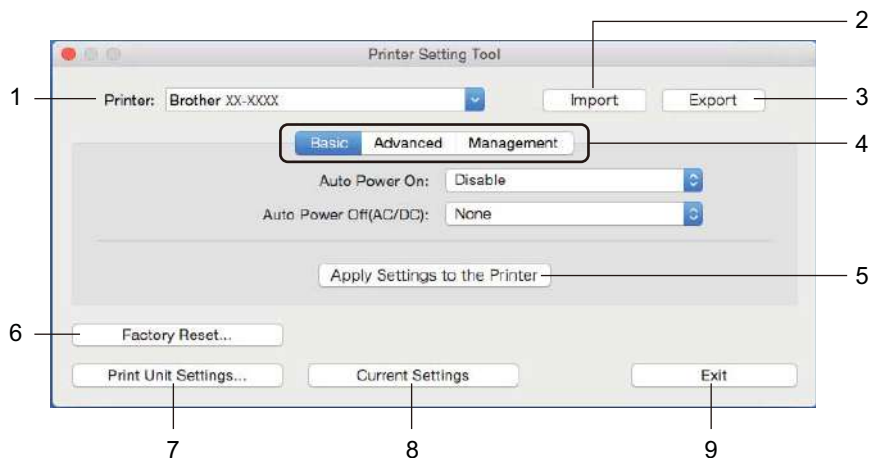 2
Printer Setting Tool
1 Printer: Brother XX-XXXX Import Export 3
Basic Advanced Management 4
Auto Power On: Disable
Auto Power Off(AC/DC): None
Apply Settings to the Printer 5
6 Factory Reset...
Print Unit Settings... Current Settings Exit
7 8 9